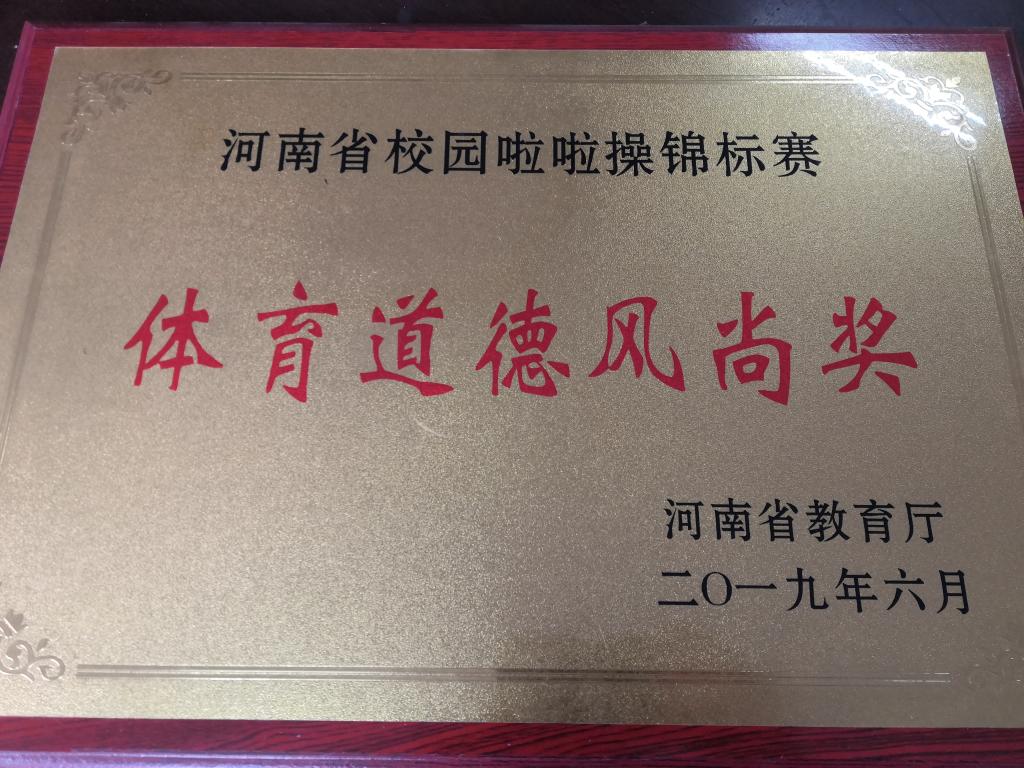 河南省校园啦啦操锦标赛
体育道德风尚奖
河南省教育厅
二〇一九年六月